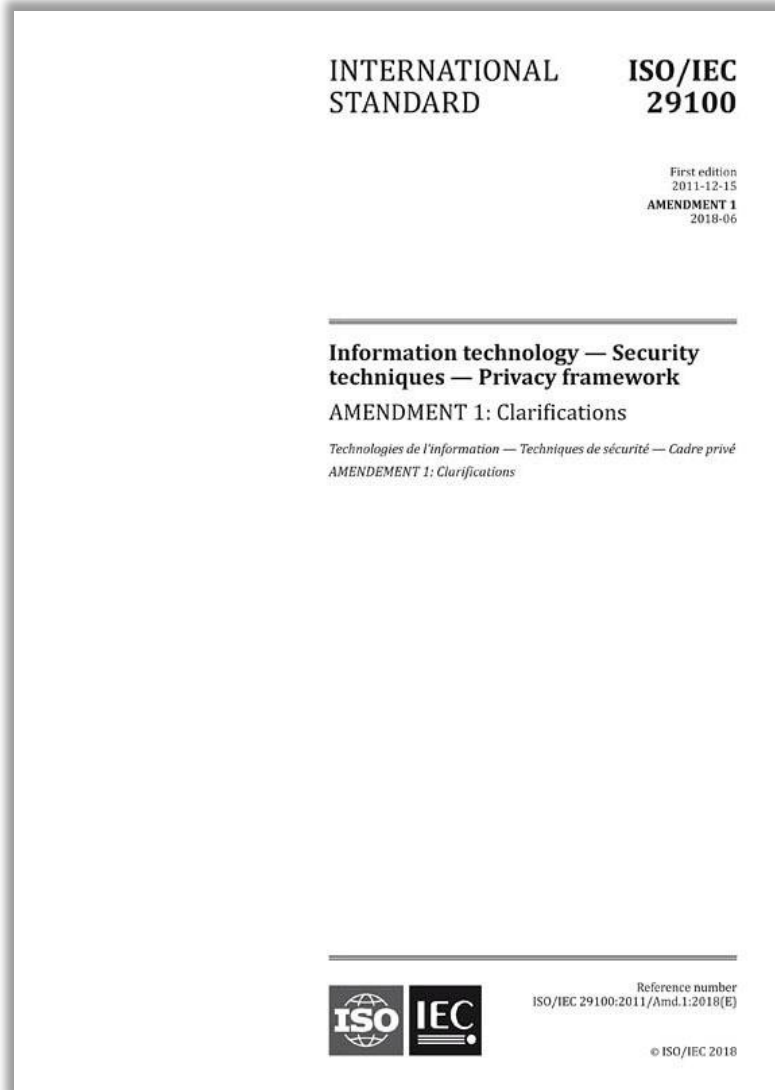 INTERNATIONAL
STANDARD
ISO/IEC
29100
First edition
2011-12-15
AMENDMENT 1
2018-06
Information technology — Security
techniques — Privacy framework
AMENDMENT 1: Clarifications
Technologies de l'information — Techniques de sécurité — Cadre privé
AMENDEMENT 1: Clarifications
ISO
IEC
Reference number
ISO/IEC 29100:2011/Amd.1:2018(E)
© ISO/IEC 2018